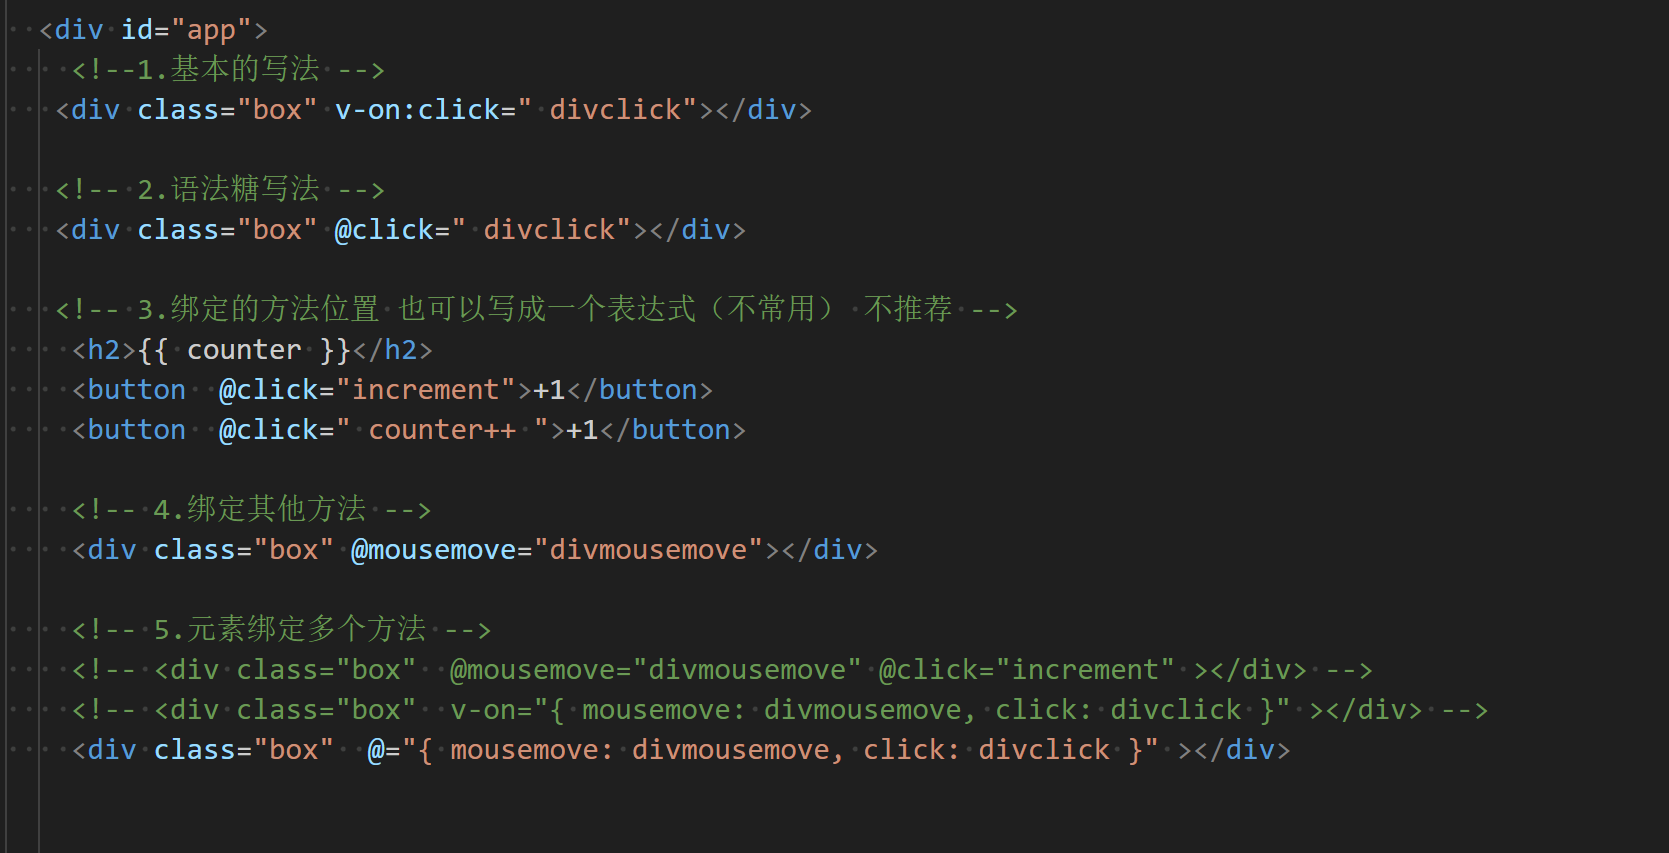 <div id="app">
<!--1.基本的写法 -->
<div class="box" v-on:click=" divclick"></div>
<!-- 2.语法糖写法 -->
<div class="box" @click=" divclick"></div>
<!-- 3.绑定的方法位置 也可以写成一个表达式（不常用） 不推荐 -->
<h2>{{ counter }}</h2>
<button  @click="increment">+1</button>
<button  @click=" counter++ ">+1</button>
<!-- 4.绑定其他方法 -->
<div class="box" @mousemove="divmousemove"></div>
<!-- 5.元素绑定多个方法 -->
<!-- <div class="box"  @mousemove="divmousemove" @click="increment" ></div> -->
<!-- <div class="box"  v-on="{ mousemove: divmousemove, click: divclick }" ></div> -->
<div class="box"  @="{ mousemove: divmousemove, click: divclick }" ></div>